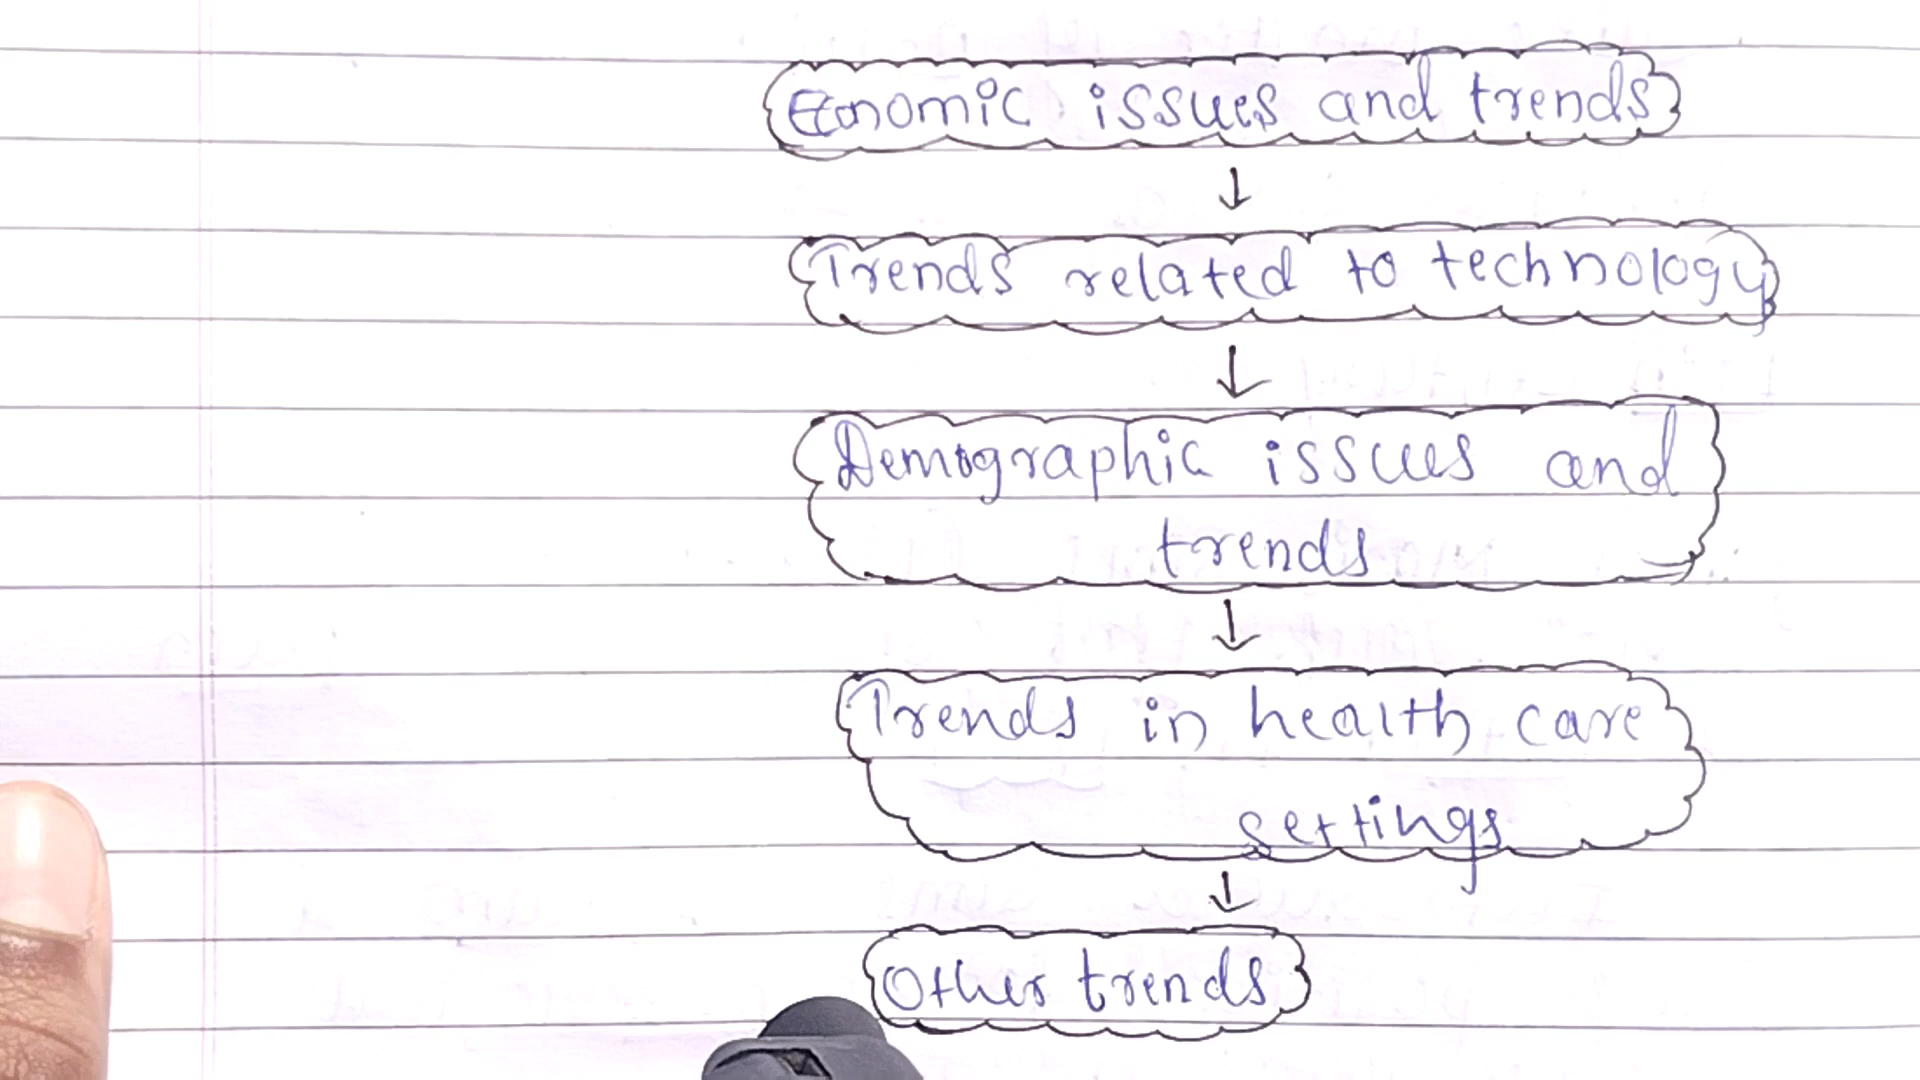 Economic issues and trends
↓
Trends related to technology
↓
Demographic issues and
trends
↓
Trends in health care
settings
↓
Other trends